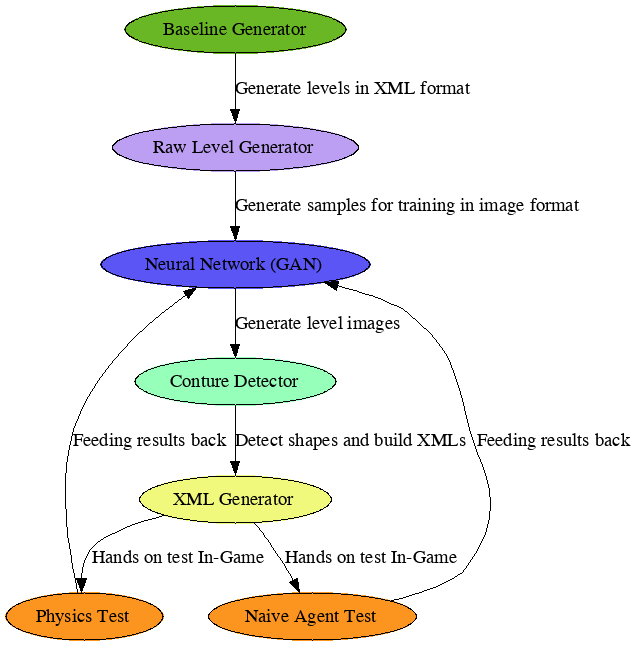 Baseline Generator
Generate levels in XML format
Raw Level Generator
Generate samples for training in image format
Neural Network (GAN)
Generate level images
Conture Detector
Feeding results back
Detect shapes and build XMLs
Feeding results back
XML Generator
Hands on test In-Game
Hands on test In-Game
Physics Test
Naive Agent Test